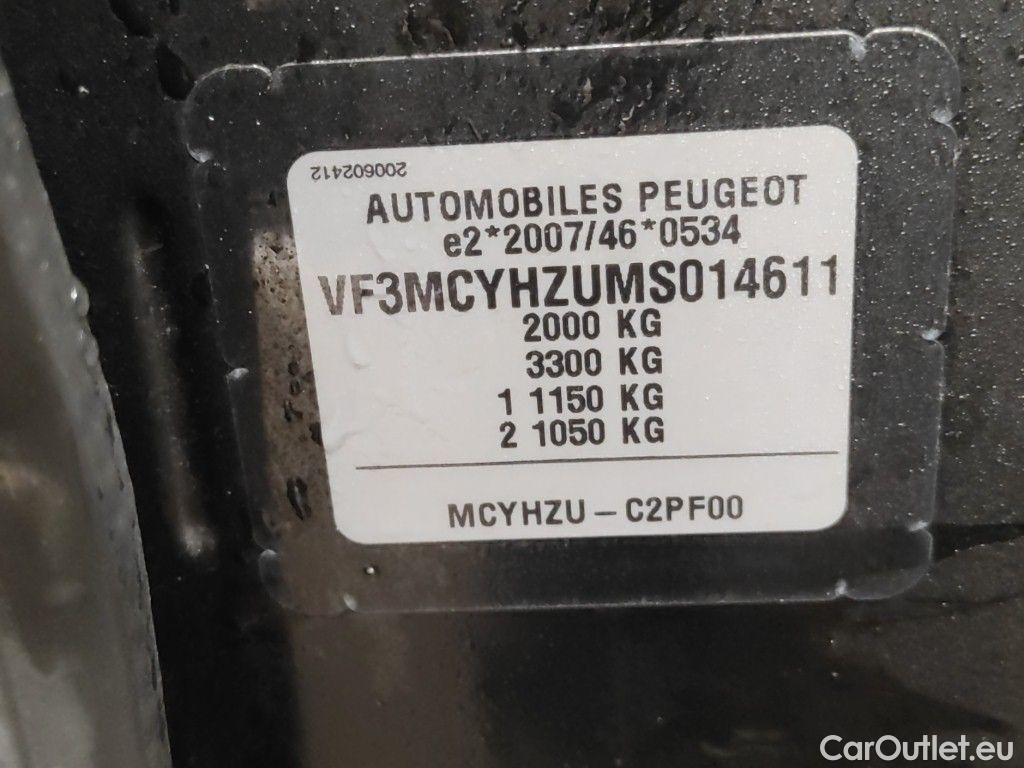 200602412
AUTOMOBILES PEUGEOT
e2*2007/46*0534
VF3MCYHZUMS014611
2000 KG
3300 KG
1 1150 KG
2 1050 KG
MCYHZU – C2PF00
CarOutlet.eu